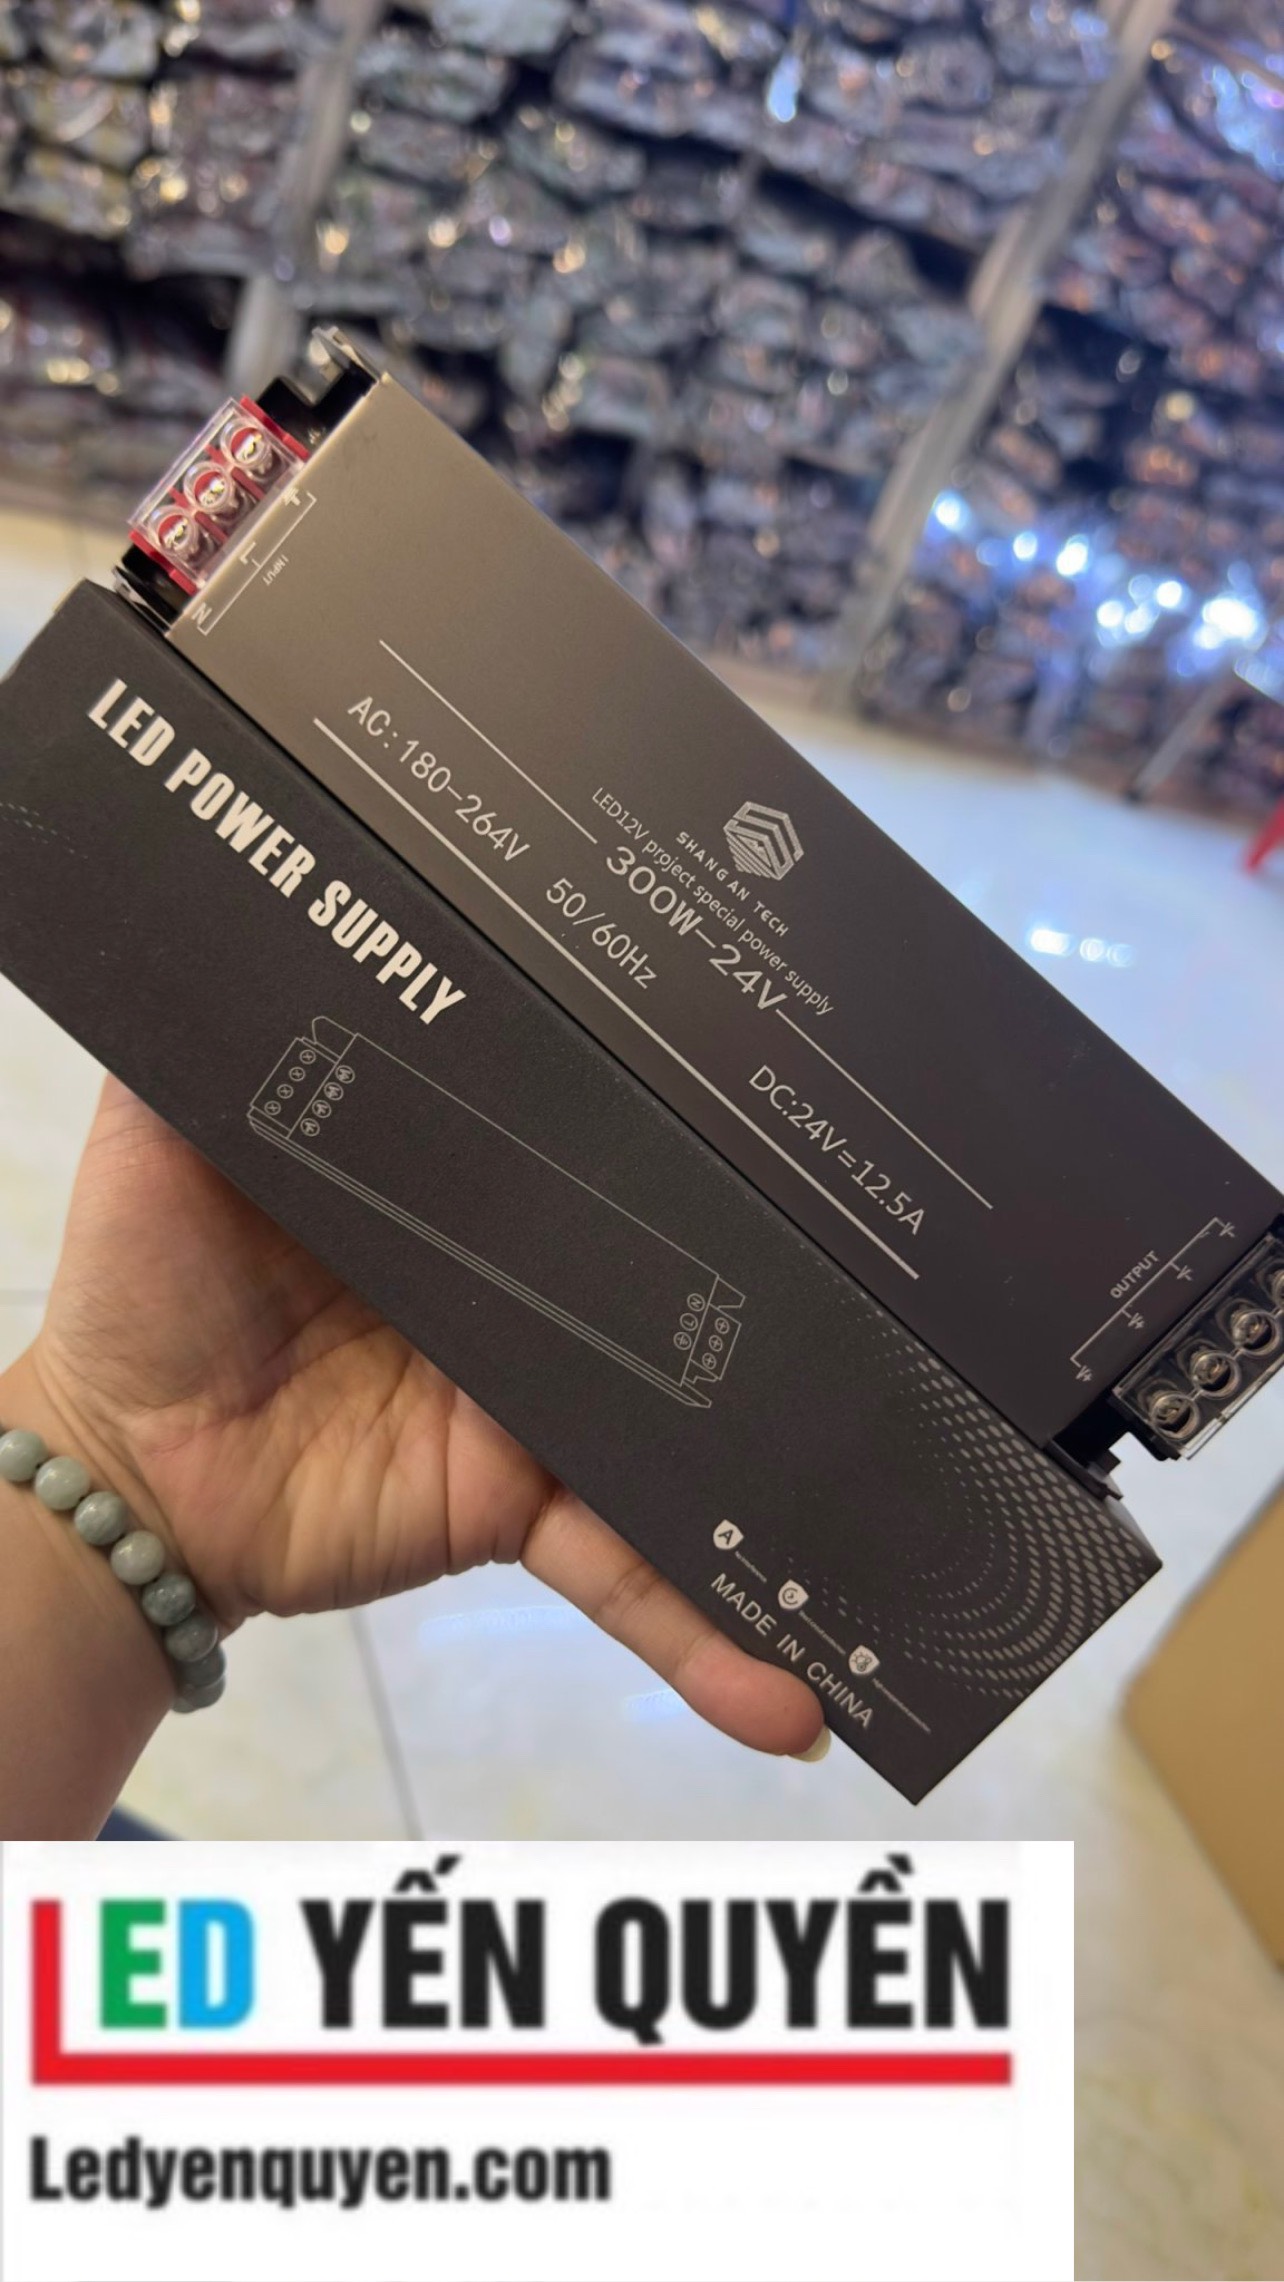 INPUT
N
L
SHANG AN TECH
LED12V project special power supply
300W-24V
AC:180-264V 50/60Hz
DC:24V=12.5A
OUTPUT
V-
V-
V+
V+
LED POWER SUPPLY
N
L
A
MADE IN CHINA
LED YẾN QUYỀN
Ledyenquyen.com